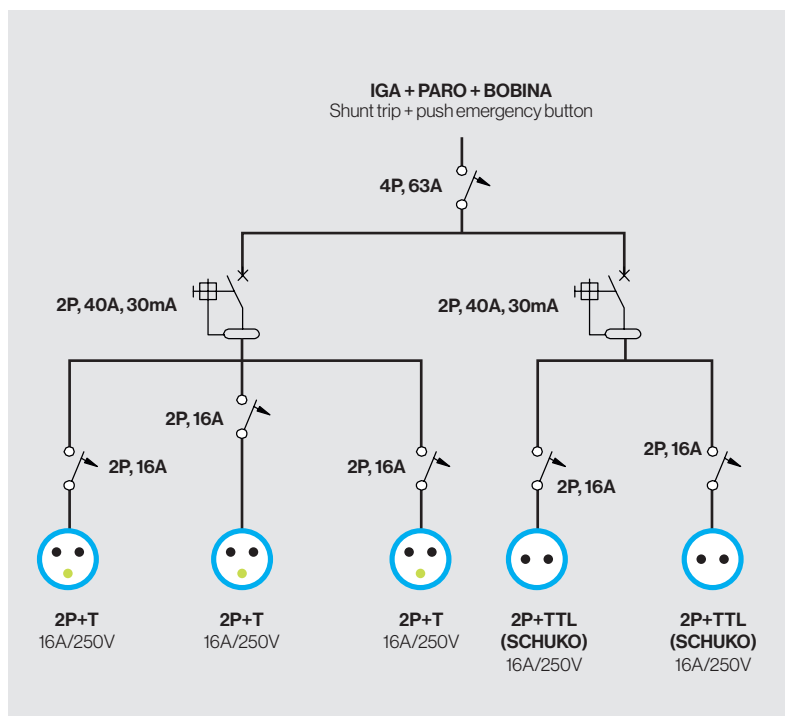 IGA + PARO + BOBINA
Shunt trip + push emergency button
4P, 63A
2P, 40A, 30mA
2P, 40A, 30mA
2P, 16A
2P, 16A
2P, 16A
2P, 16A
2P, 16A
2P+T
16A/250V
2P+T
16A/250V
2P+T
16A/250V
2P+TTL
(SCHUKO)
16A/250V
2P+TTL
(SCHUKO)
16A/250V